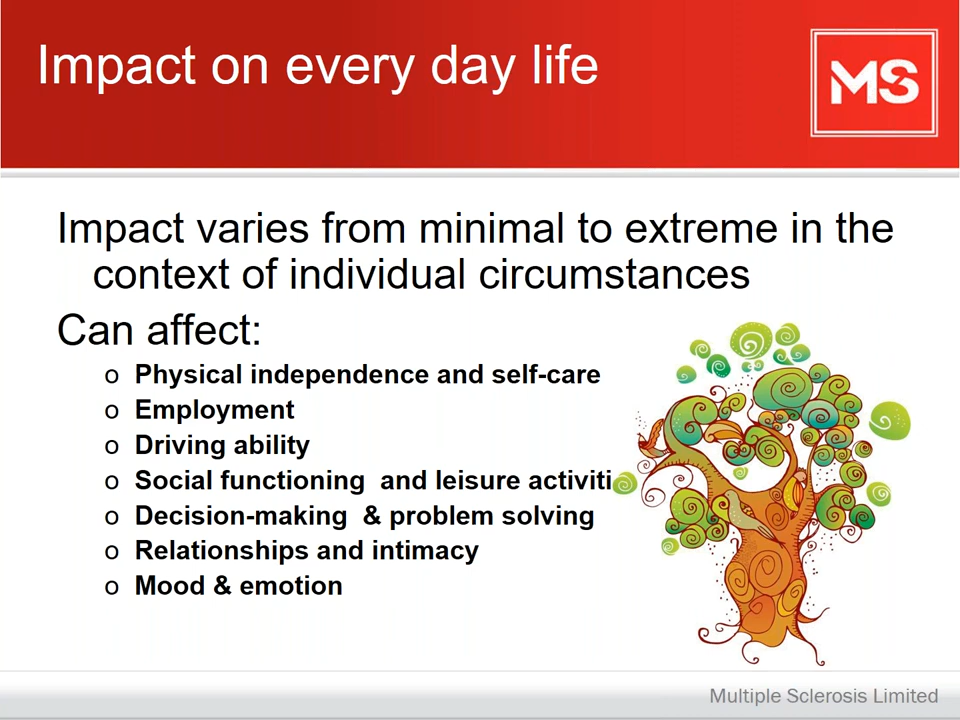 Impact on every day life
MS
Impact varies from minimal to extreme in the
context of individual circumstances
Can affect:
o Physical independence and self-care
o Employment
o Driving ability
o Social functioning and leisure activiti
o Decision-making & problem solving
o Relationships and intimacy
o Mood & emotion
Multiple Sclerosis Limited